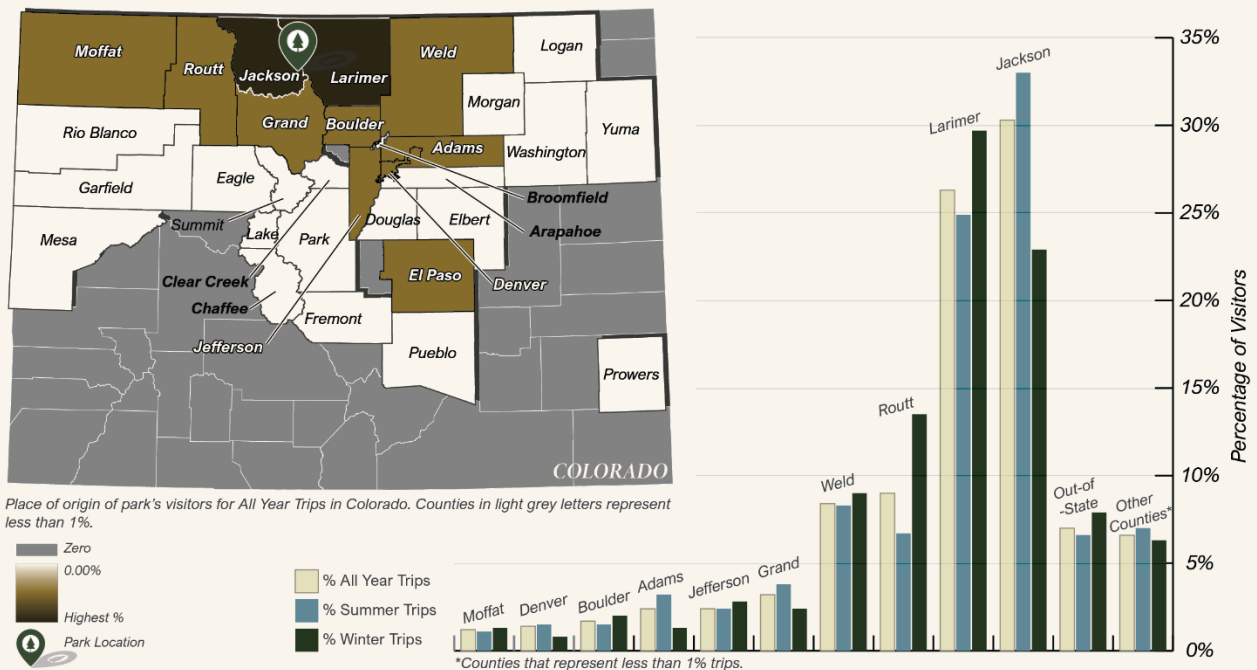 Moffat
Routt
Jackson
Larimer
Weld
Logan
Morgan
Grand
Boulder
Rio Blanco
Yuma
Adams
Washington
Eagle
Garfield
Broomfield
Summit
Douglas
Elbert
Arapahoe
Mesa
Lake
Park
Clear Creek
El Paso
Denver
Chaffee
Fremont
Jefferson
Pueblo
Prowers
COLORADO
Place of origin of park's visitors for All Year Trips in Colorado. Counties in light grey letters represent
less than 1%.
Zero
0.00%
Highest %
Park Location
% All Year Trips
% Summer Trips
% Winter Trips
Moffat
Denver
Boulder
Adams
Jefferson
Grand
Weld
Routt
Larimer
Jackson
Out-of
-State
Other
Counties*
35%
30%
25%
20%
15%
10%
5%
0%
Percentage of Visitors
*Counties that represent less than 1% trips.